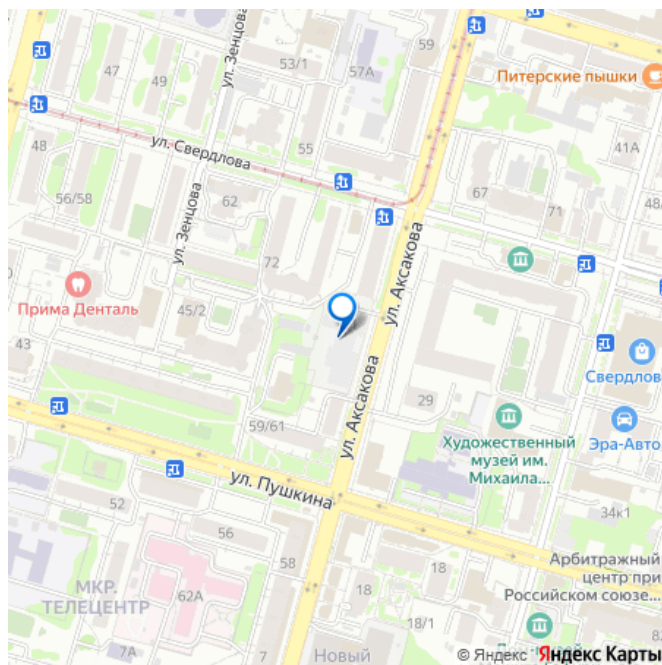 59
ул. Зенцова
53/1
57А
47
49
Питерские пышки
55
41А
48
ул. Свердлова
67
71
48/
56/58
62
ул. Зенцова
ул. Аксакова
72
Прима Денталь
45/2
43
Свердлов
ул. Аксакова
29
59/61
Художественный
музей им.
Михаила...
Эра-Авто
ул. Пушкина
52
56
34к1
58
Арбитражный
центр при
Российском союзе...
МКР.
ТЕЛЕЦЕНТР
62А
18
18
18/1
7А
7
Новый
© Яндекс Яндекс Карты